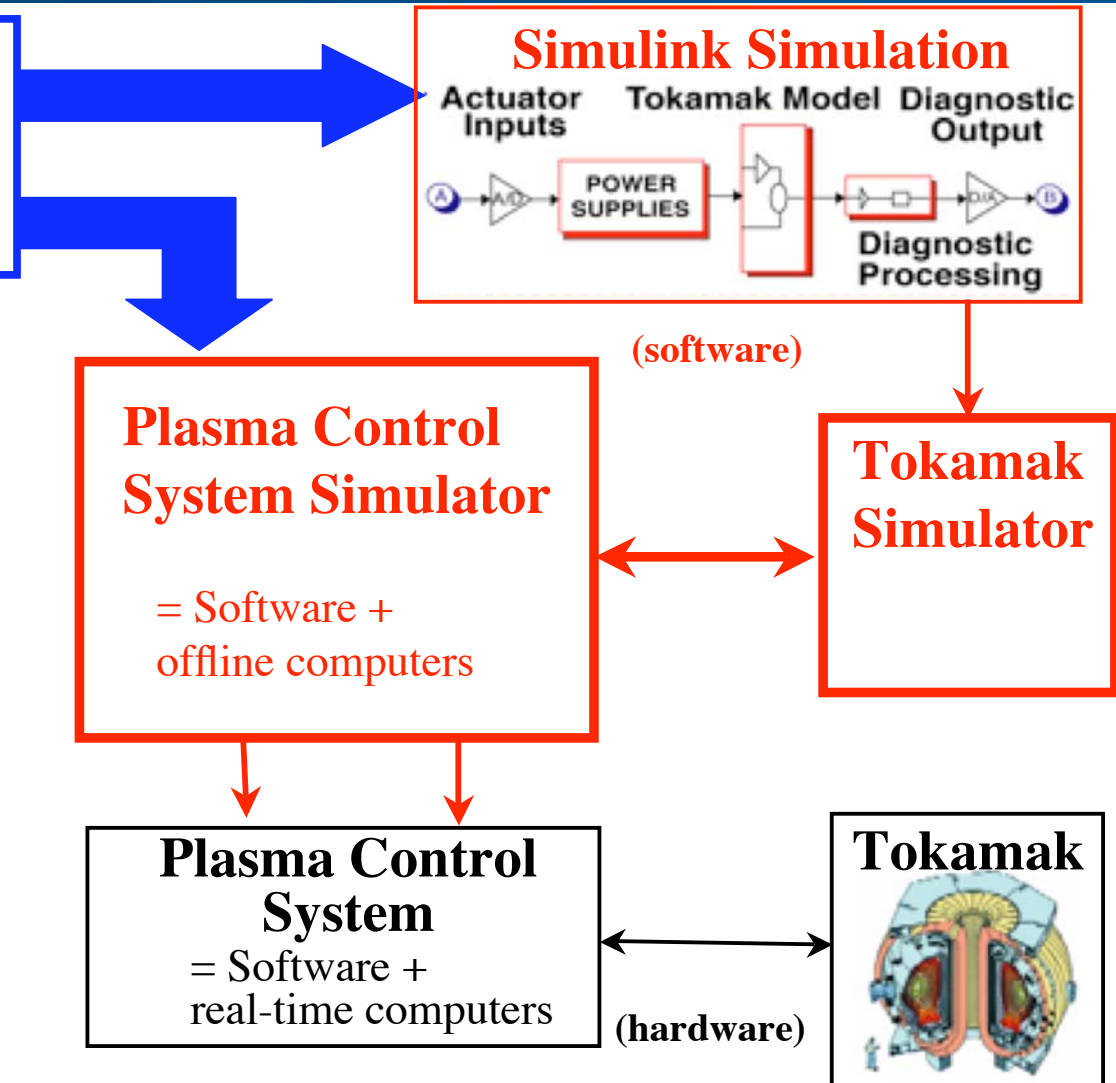 Simulink Simulation
Actuator
Inputs
Tokamak Model
Diagnostic
Output
A
A/D
POWER
SUPPLIES
D/A
B
Diagnostic
Processing
(software)
Plasma Control
System Simulator
= Software +
offline computers
Tokamak
Simulator
Plasma Control
System
= Software +
real-time computers
(hardware)
Tokamak